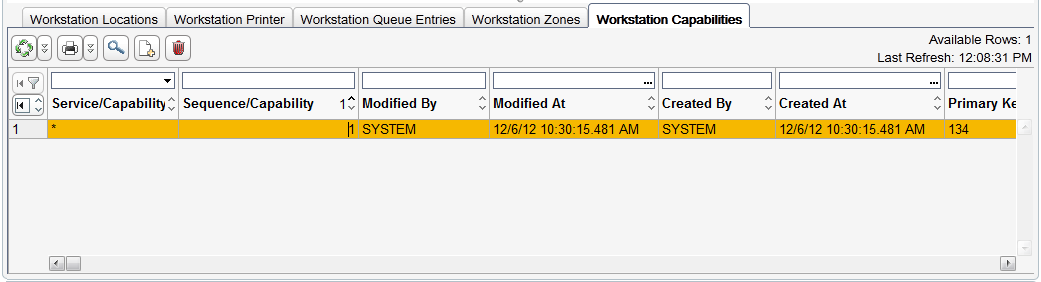 Workstation Locations Workstation Printer Workstation Queue Entries Workstation Zones Workstation Capabilities
Available Rows: 1
Last Refresh: 12:08:31 PM
Service/Capability Sequence/Capability 1 Modified By Modified At Created By Created At Primary Ke
1 * 1 SYSTEM 12/6/12 10:30:15.481 AM SYSTEM 12/6/12 10:30:15.481 AM 134